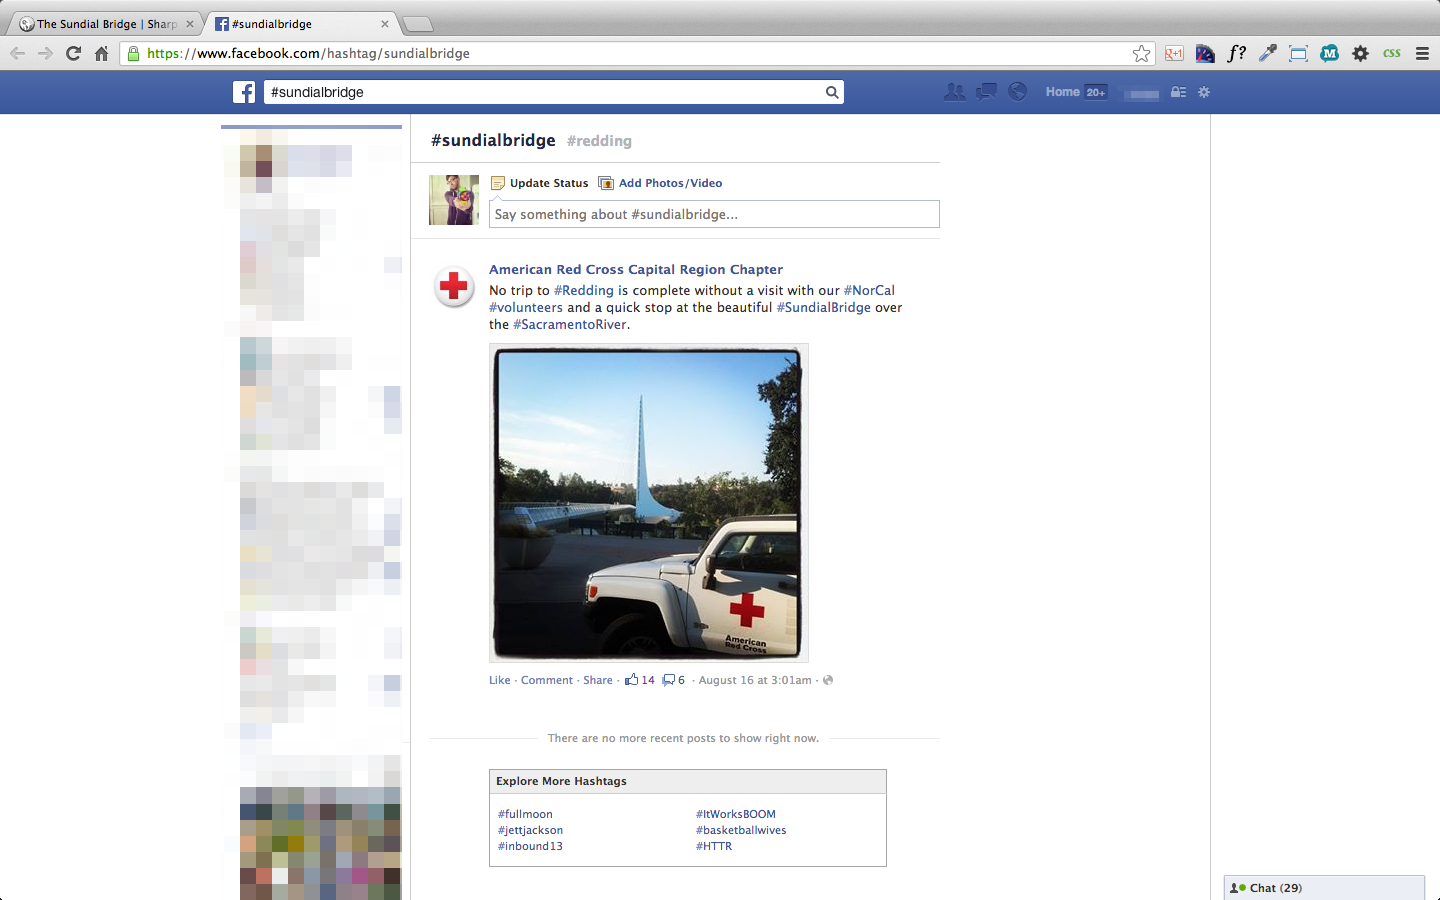 The Sundial Bridge | Sharp
#sundialbridge
https://www.facebook.com/hashtag/sundialbridge
g+1
f?
M
CSS
#sundialbridge
Home 20+
#sundialbridge #redding
Update Status Add Photos/Video
Say something about #sundialbridge...
American Red Cross Capital Region Chapter
No trip to #Redding is complete without a visit with our #NorCal
#volunteers and a quick stop at the beautiful #SundialBridge over
the #SacramentoRiver.
American
Red Cross
Like · Comment · Share · 14 6 · August 16 at 3:01am ·
There are no more recent posts to show right now.
Explore More Hashtags
#fullmoon #ItWorksBOOM
#jettjackson #basketballwives
#inbound13 #HTTR
Chat (29)